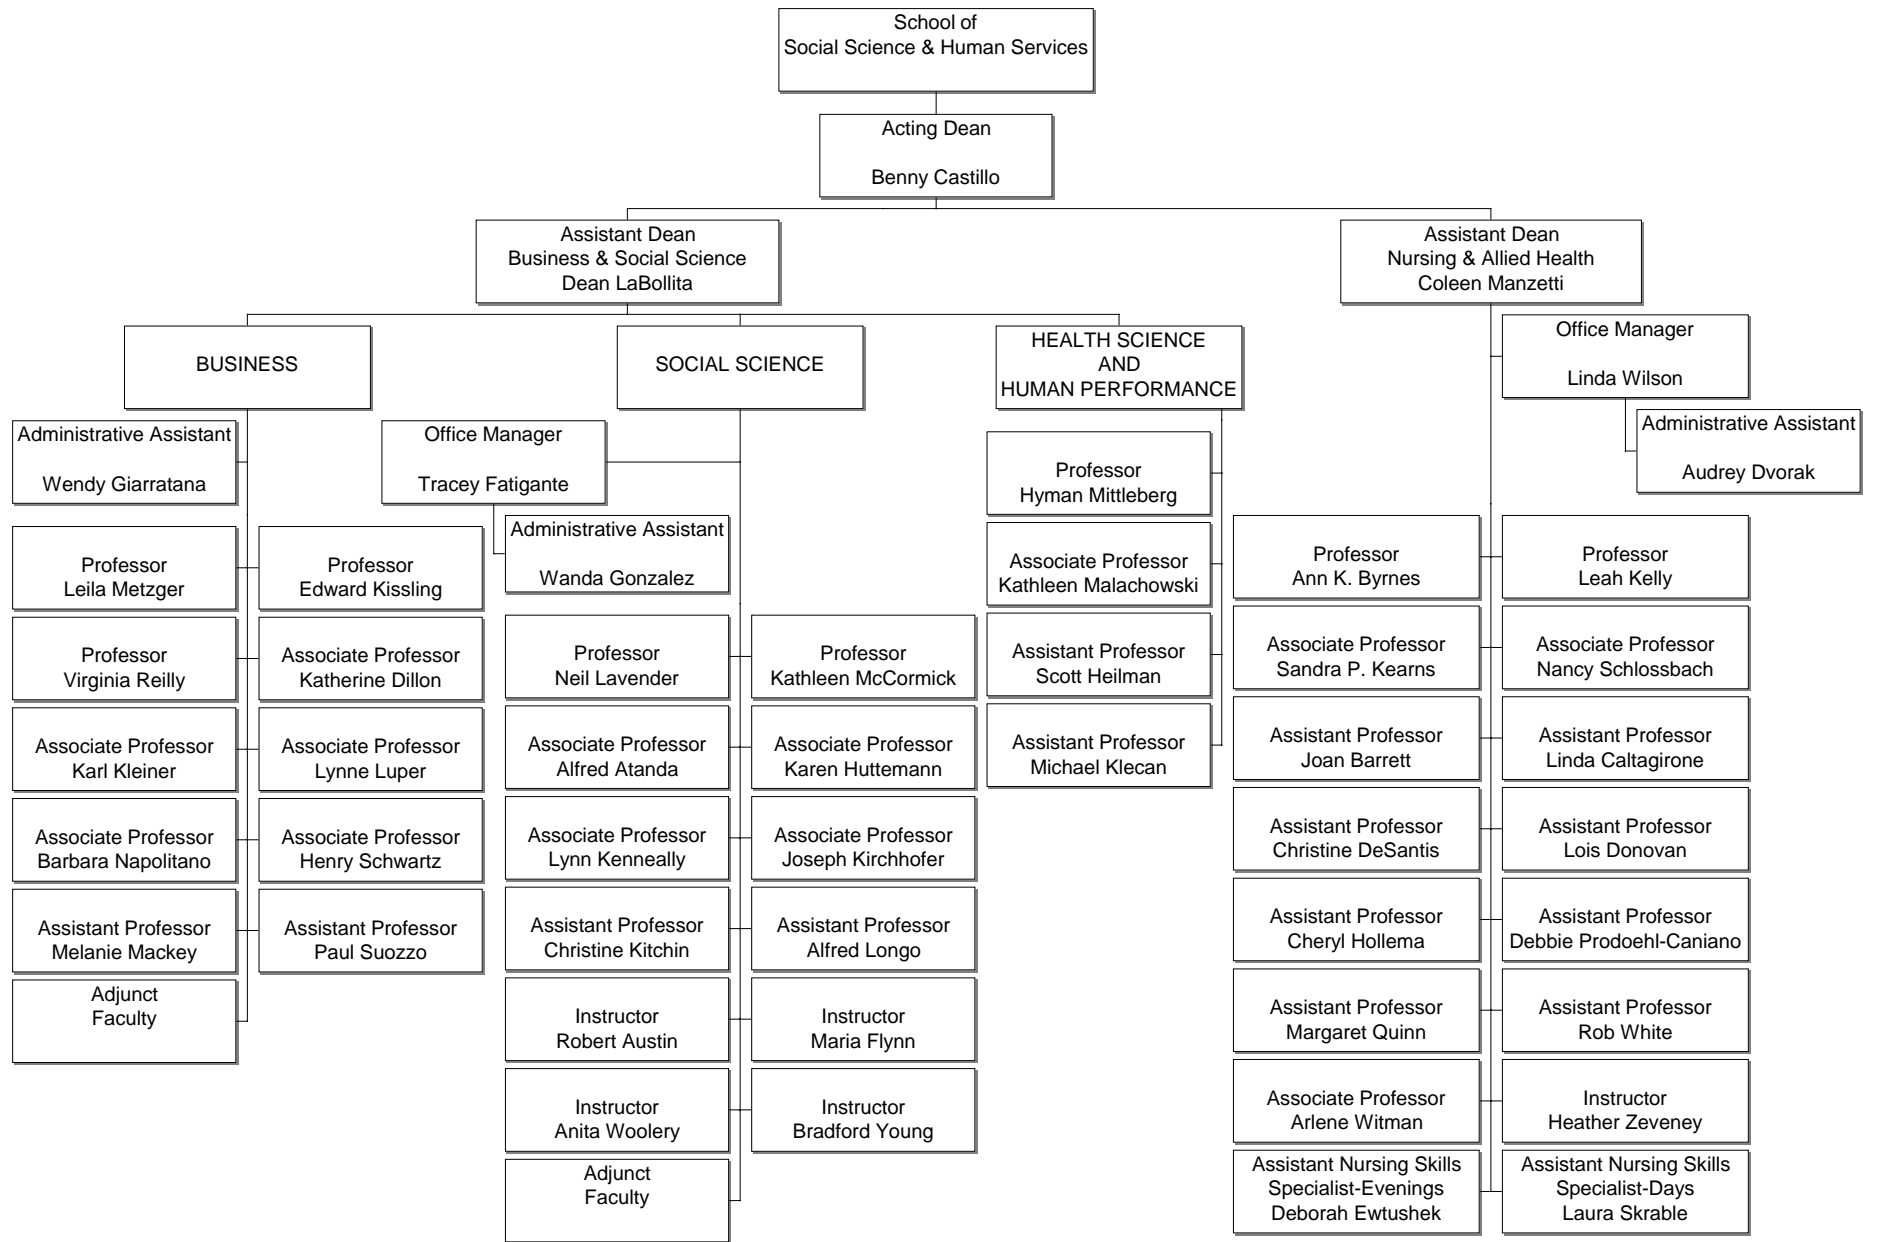 School of
Social Science & Human Services
Acting Dean
Benny Castillo
Assistant Dean
Business & Social Science
Dean LaBollita
Assistant Dean
Nursing & Allied Health
Coleen Manzetti
BUSINESS
SOCIAL SCIENCE
HEALTH SCIENCE
AND
HUMAN PERFORMANCE
Office Manager
Linda Wilson
Administrative Assistant
Audrey Dvorak
Administrative Assistant
Wendy Giarratana
Professor
Leila Metzger
Professor
Edward Kissling
Professor
Virginia Reilly
Associate Professor
Katherine Dillon
Associate Professor
Karl Kleiner
Associate Professor
Lynne Luper
Associate Professor
Barbara Napolitano
Associate Professor
Henry Schwartz
Assistant Professor
Melanie Mackey
Assistant Professor
Paul Suozzo
Adjunct
Faculty
Office Manager
Tracey Fatigante
Administrative Assistant
Wanda Gonzalez
Professor
Neil Lavender
Professor
Kathleen McCormick
Associate Professor
Alfred Atanda
Associate Professor
Karen Huttemann
Associate Professor
Lynn Kenneally
Associate Professor
Joseph Kirchhofer
Assistant Professor
Christine Kitchin
Assistant Professor
Alfred Longo
Instructor
Robert Austin
Instructor
Maria Flynn
Instructor
Anita Woolery
Instructor
Bradford Young
Adjunct
Faculty
Professor
Hyman Mittleberg
Associate Professor
Kathleen Malachowski
Assistant Professor
Scott Heilman
Assistant Professor
Michael Klecan
Professor
Ann K. Byrnes
Professor
Leah Kelly
Associate Professor
Sandra P. Kearns
Associate Professor
Nancy Schlossbach
Assistant Professor
Joan Barrett
Assistant Professor
Linda Caltagirone
Assistant Professor
Christine DeSantis
Assistant Professor
Lois Donovan
Assistant Professor
Cheryl Hollema
Assistant Professor
Debbie Prodoehl-Caniano
Assistant Professor
Margaret Quinn
Assistant Professor
Rob White
Associate Professor
Arlene Witman
Instructor
Heather Zeveney
Assistant Nursing Skills
Specialist-Evenings
Deborah Ewtushek
Assistant Nursing Skills
Specialist-Days
Laura Skrable